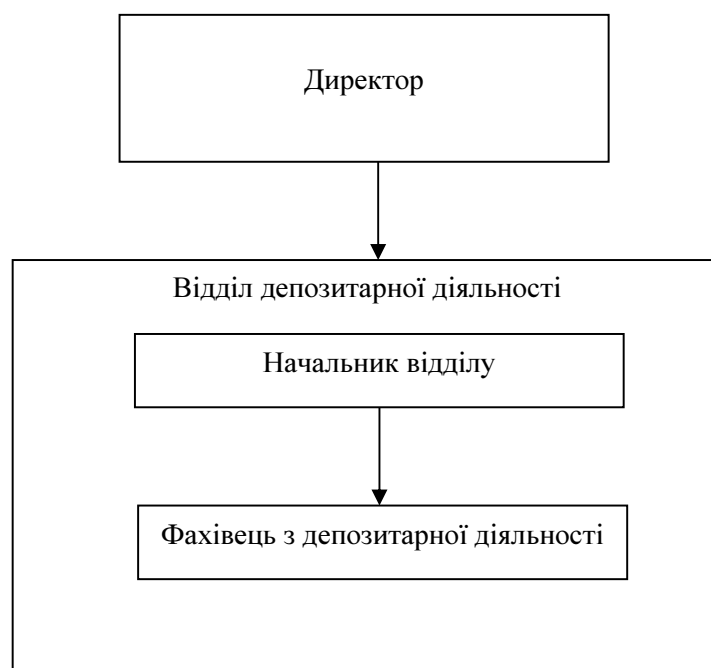 Директор
Відділ депозитарної діяльності
Начальник відділу
Фахівець з депозитарної діяльності